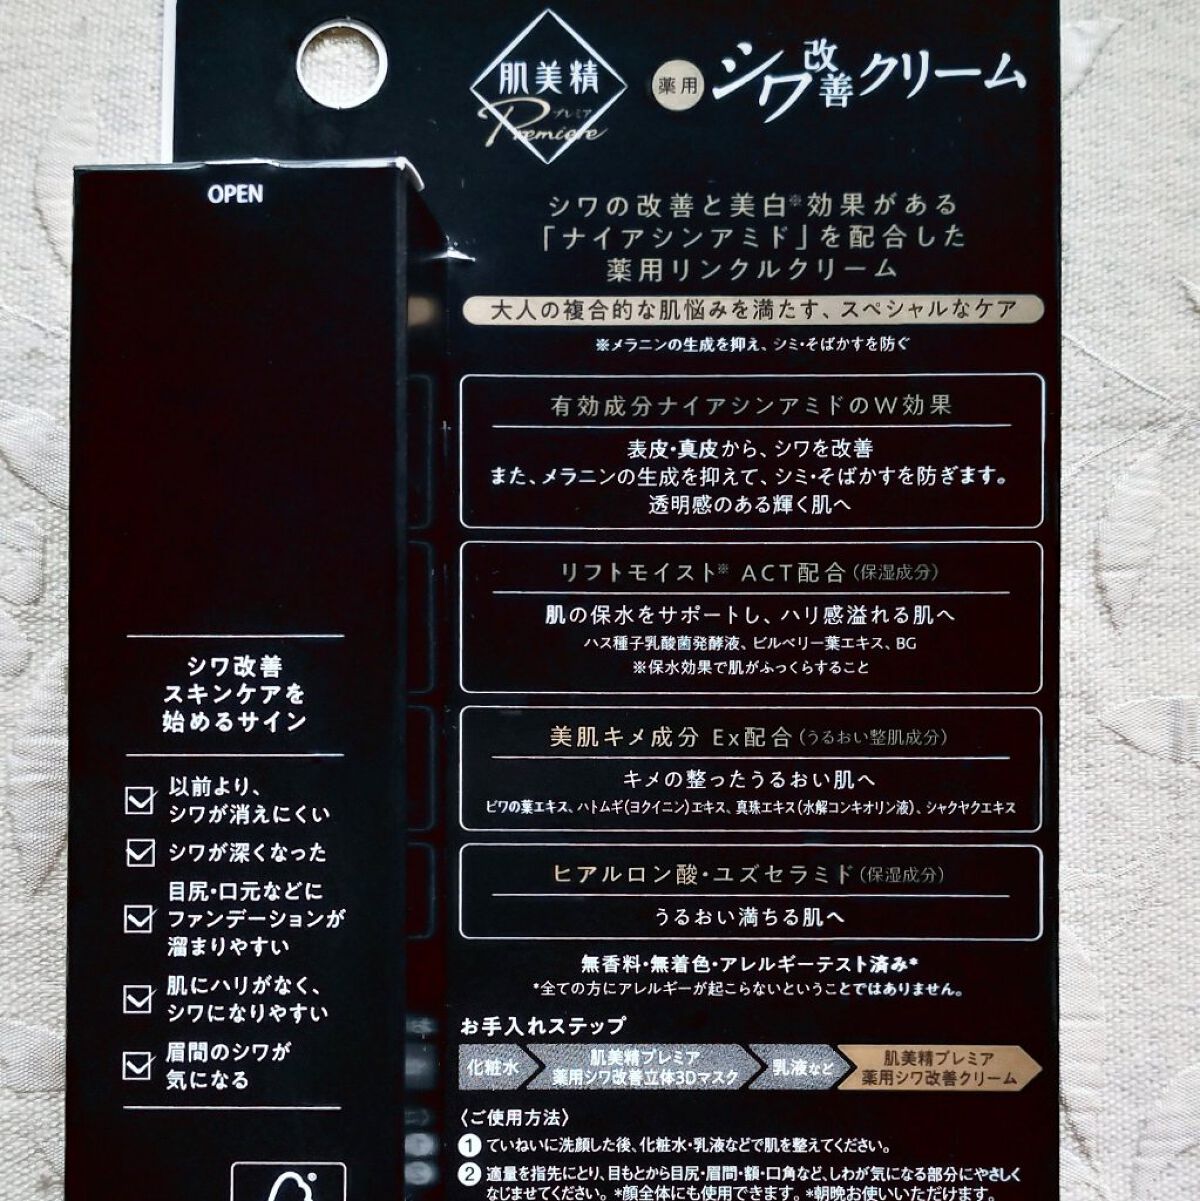 肌美精
プレミア
Premiere
薬用 シワ改善クリーム
シワの改善と美白※効果がある
「ナイアシンアミド」を配合した
薬用リンクルクリーム
大人の複合的な肌悩みを満たす、スペシャルなケア
※メラニンの生成を抑え、シミ・そばかすを防ぐ
有効成分ナイアシンアミドのW効果
表皮・真皮から、シワを改善
また、メラニンの生成を抑えて、シミ・そばかすを防ぎます。
透明感のある輝く肌へ
リフトモイスト※ ACT配合(保湿成分)
肌の保水をサポートし、ハリ感溢れる肌へ
ハス種子乳酸菌発酵液、ビルベリー葉エキス、BG
※保水効果で肌がふっくらすること
美肌キメ成分 Ex配合(うるおい整肌成分)
キメの整ったうるおい肌へ
ビワの葉エキス、ハトムギ(ヨクイニン)エキス、真珠エキス(水解コンキオリン液)、シャクヤクエキス
ヒアルロン酸・ユズセラミド(保湿成分)
うるおい満ちる肌へ
無香料・無着色・アレルギーテスト済み*
*全ての方にアレルギーが起こらないということではありません。
お手入れステップ
化粧水
肌美精プレミア
薬用シワ改善立体3Dマスク
乳液など
肌美精プレミア
薬用シワ改善クリーム
〈ご使用方法〉
1 ていねいに洗顔した後、化粧水・乳液などで肌を整えてください。
2 適量を指先にとり、目もとから目尻・眉間・額・口角など、しわが気になる部分にやさしく
なじませてください。*顔全体にも使用できます。*朝晩お使いいただけます。
OPEN
シワ改善
スキンケアを
始めるサイン
以前より、
シワが消えにくい
シワが深くなった
目尻・口元などに
ファンデーションが
溜まりやすい
肌にハリがなく、
シワになりやすい
眉間のシワが
気になる